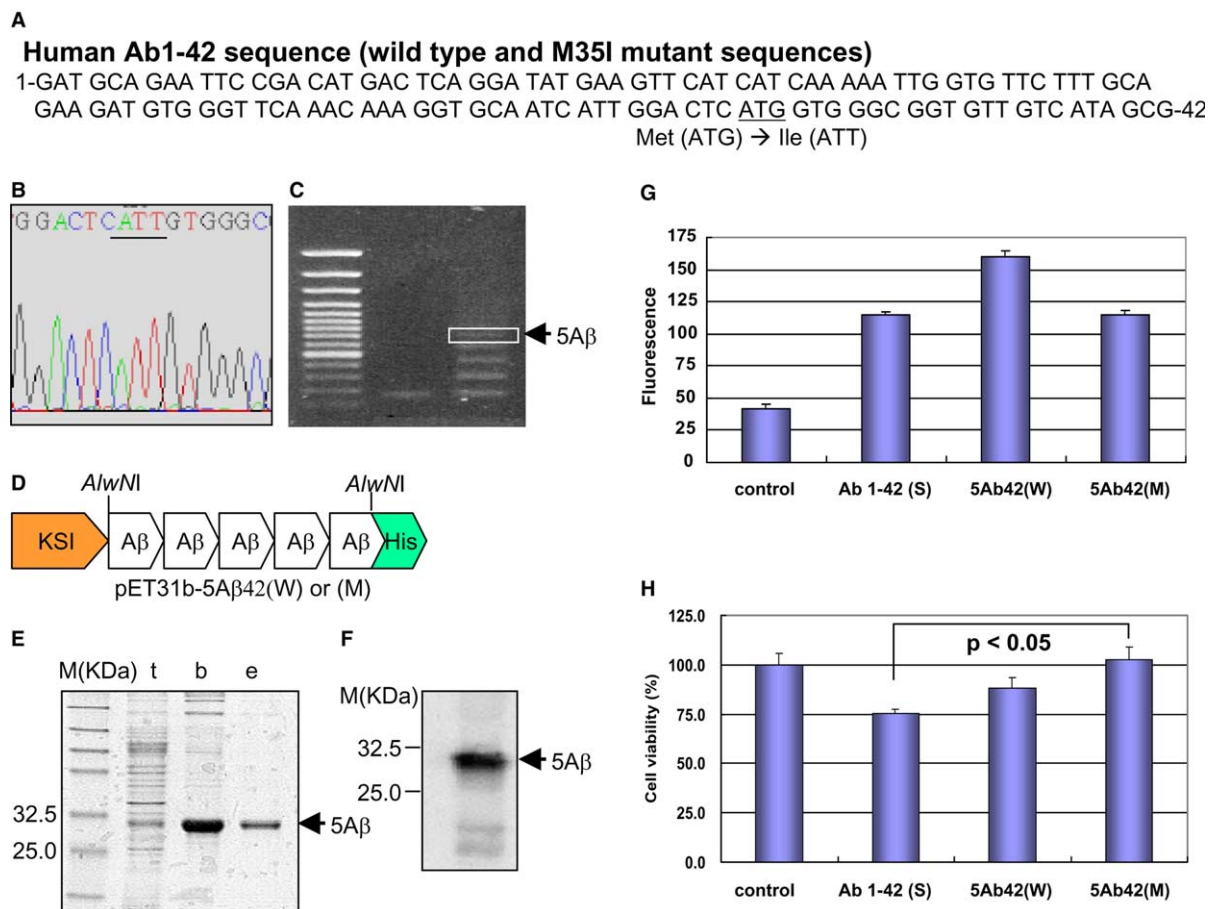 A
Human Ab1-42 sequence (wild type and M35I mutant sequences)
1-GAT GCA GAA TTC CGA CAT GAC TCA GGA TAT GAA GTT CAT CAT CAA AAA TTG GTG TTC TTT GCA
GAA GAT GTG GGT TCA AAC AAA GGT GCA ATC ATT GGA CTC ATG GTG GGC GGT GTT GTC ATA GCG-42
Met (ATG) → Ile (ATT)
B
GGACTCATTGTGGGC
C
5Aβ
D
AlwNI
AlwNI
KSI
Aβ
Aβ
Aβ
Aβ
Aβ
His
pET31b-5Aβ42(W) or (M)
E
M(KDa) t b e
32.5
25.0
5Aβ
F
M(KDa)
32.5
25.0
5Aβ
G
175
150
125
100
75
50
25
0
Fluorescence
control
Ab 1-42 (S)
5Ab42(W)
5Ab42(M)
H
125.0
100.0
75.0
50.0
25.0
0.0
Cell viability (%)
p < 0.05
control
Ab 1-42 (S)
5Ab42(W)
5Ab42(M)